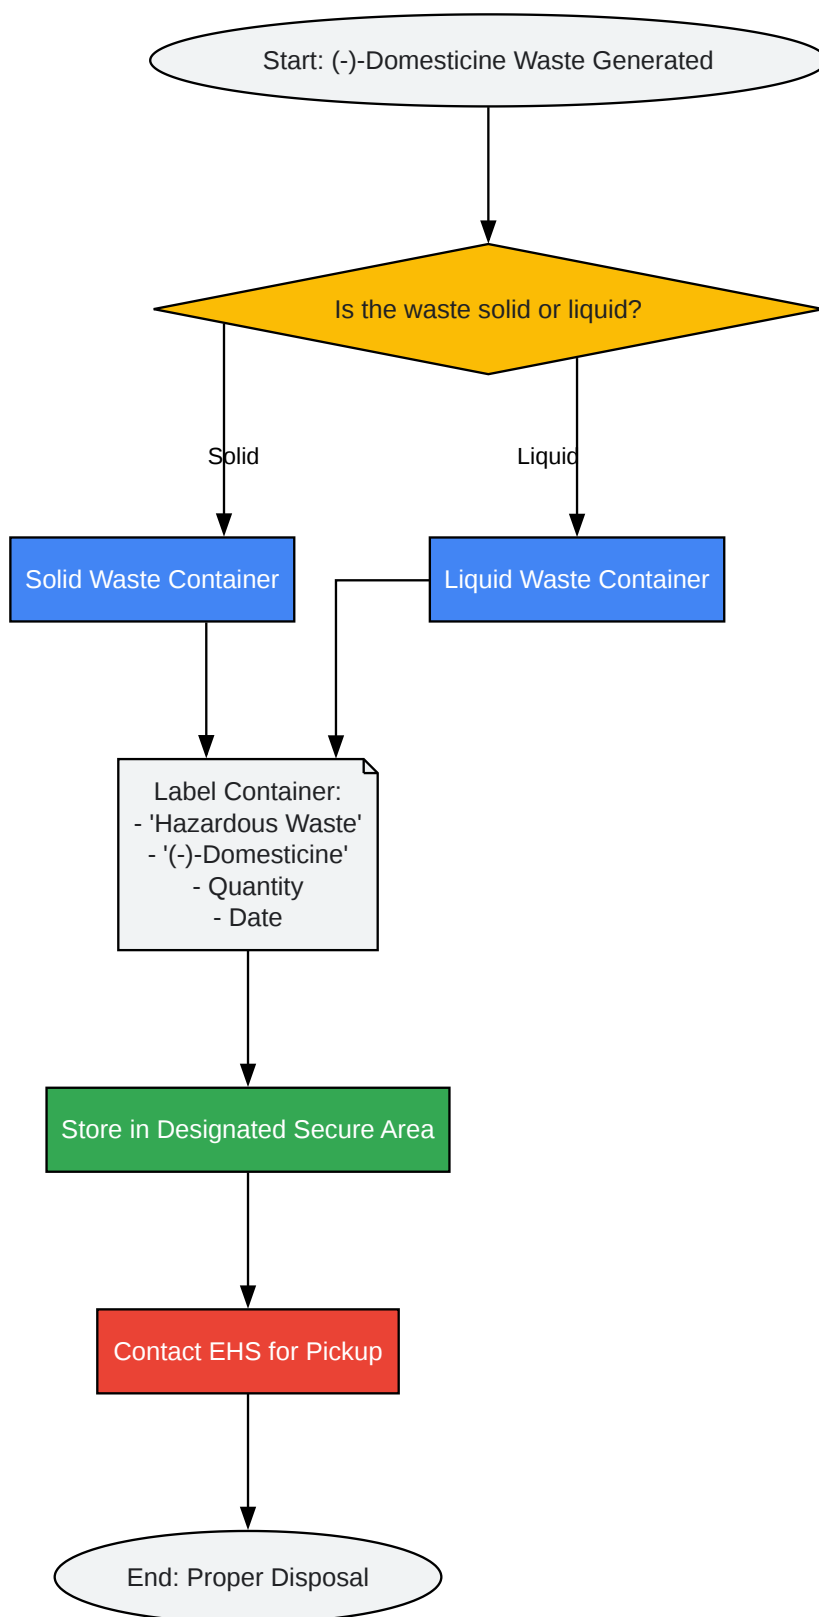 Start: (-)-Domesticine Waste Generated
Is the waste solid or liquid?
Solid
Liquid
Solid Waste Container
Liquid Waste Container
Label Container:
- 'Hazardous Waste'
- '(-)-Domesticine'
- Quantity
- Date
Store in Designated Secure Area
Contact EHS for Pickup
End: Proper Disposal